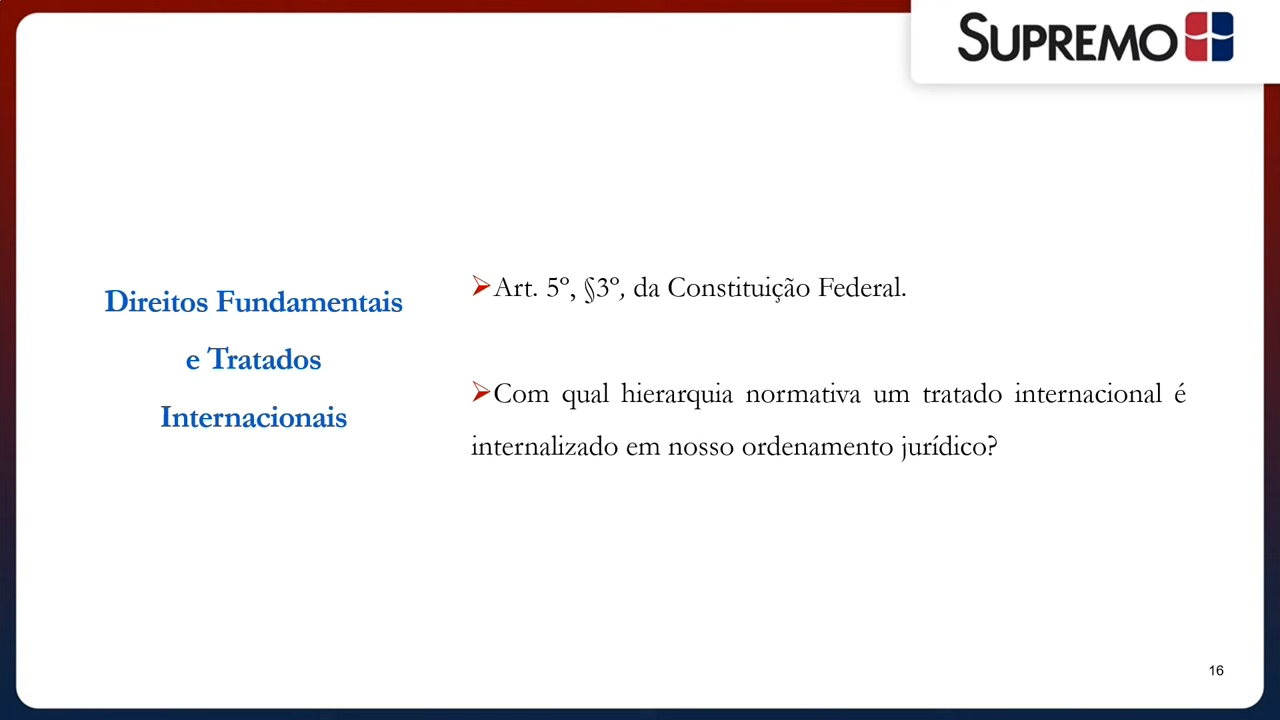 SUPREMO
Direitos Fundamentais
e Tratados
Internacionais
➢Art. 5º, §3º, da Constituição Federal.
➢Com qual hierarquia normativa um tratado internacional é
internalizado em nosso ordenamento jurídico?
16